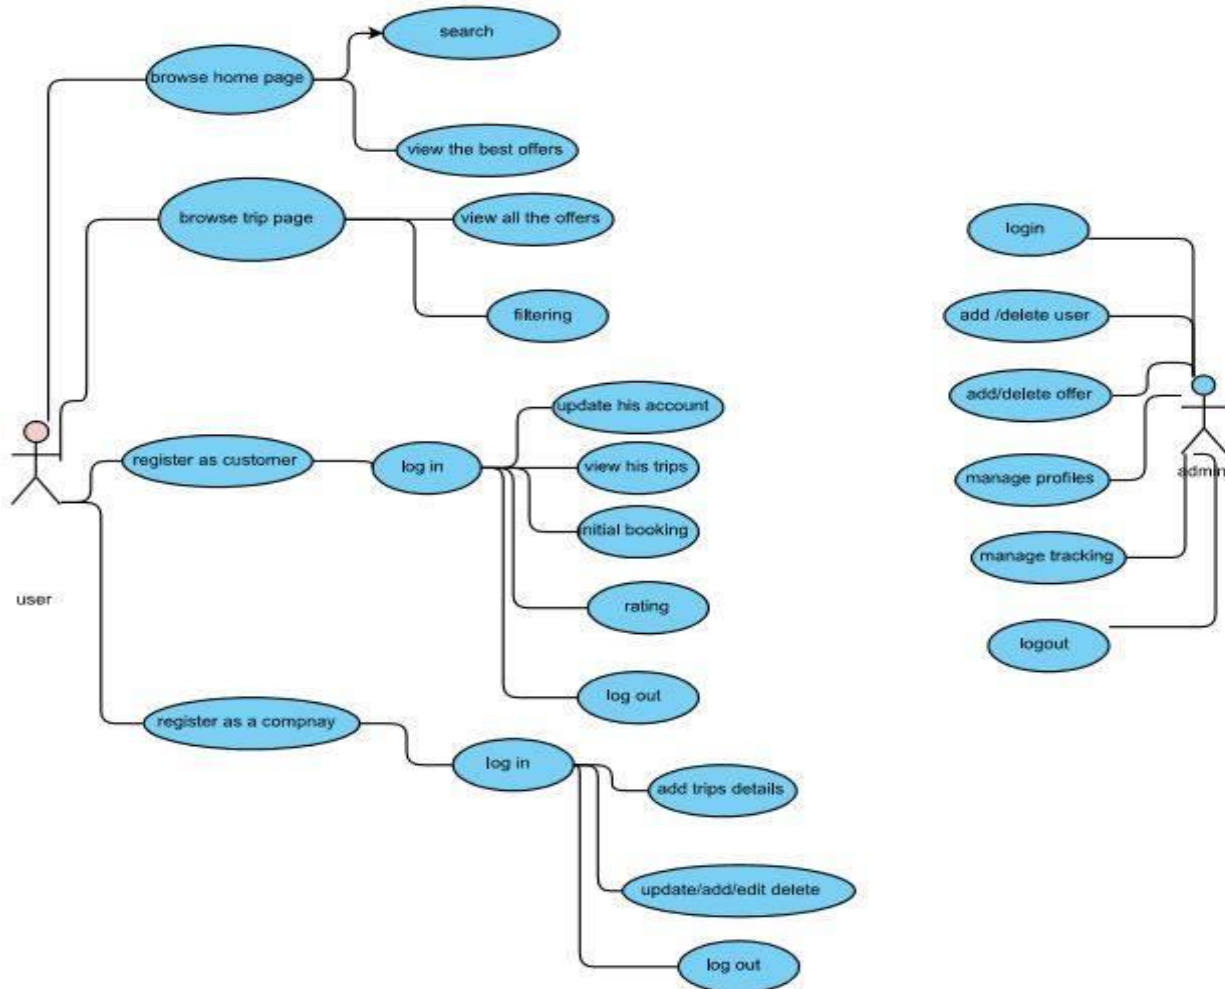 search
browse home page
view the best offers
browse trip page
view all the offers
filtering
update his account
register as customer
log in
view his trips
initial booking
rating
log out
user
register as a compnay
log in
add trips details
update/add/edit delete
log out
login
add /delete user
add/delete offer
manage profiles
admin
manage tracking
logout